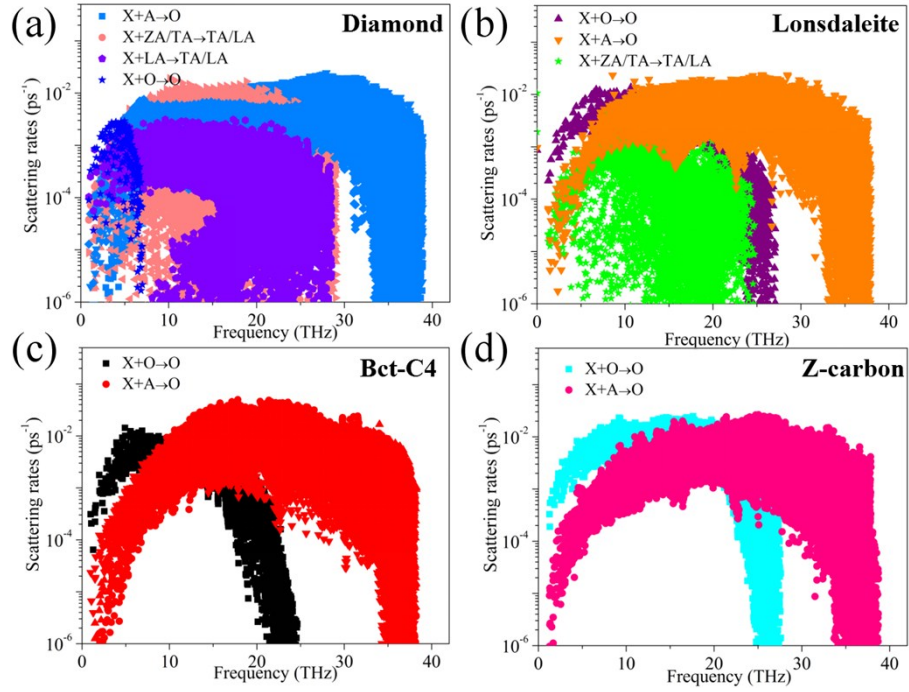 (a)
Diamond
X+A→O
X+ZA/TA→TA/LA
X+LA→TA/LA
X+O→O
Scattering rates (ps⁻¹)
10⁻²
10⁻⁴
10⁻⁶
0 10 20 30 40
Frequency (THz)
(b)
Lonsdaleite
X+O→O
X+A→O
X+ZA/TA→TA/LA
Scattering rates (ps⁻¹)
10⁻²
10⁻⁴
10⁻⁶
0 10 20 30 40
Frequency (THz)
(c)
Bct-C4
X+O→O
X+A→O
Scattering rates (ps⁻¹)
10⁻²
10⁻⁴
10⁻⁶
0 10 20 30 40
Frequency (THz)
(d)
Z-carbon
X+O→O
X+A→O
Scattering rates (ps⁻¹)
10⁻²
10⁻⁴
10⁻⁶
0 10 20 30 40
Frequency (THz)